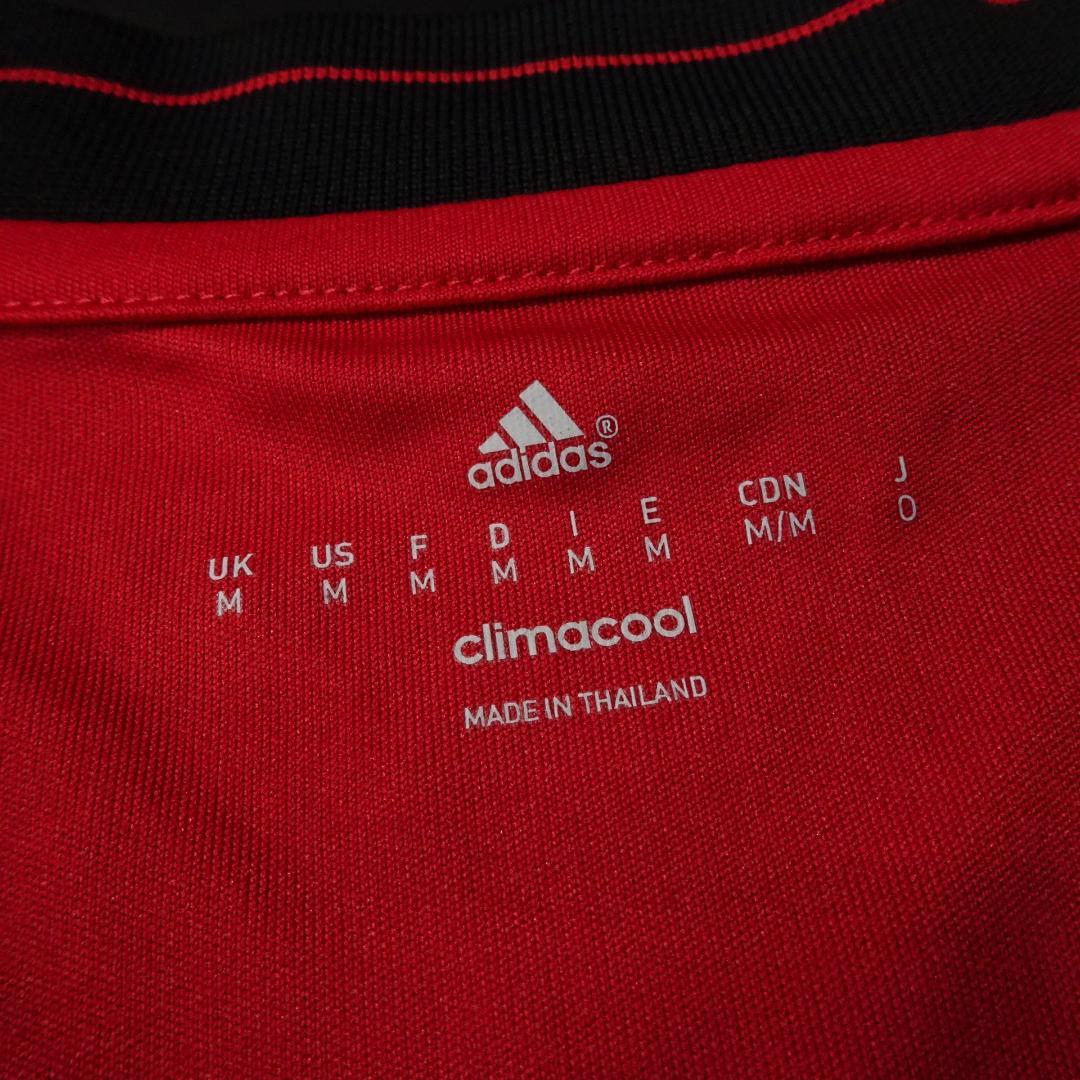 adidas®
UK US F D I E CDN J
M M M M M M M/M O
climacool
MADE IN THAILAND